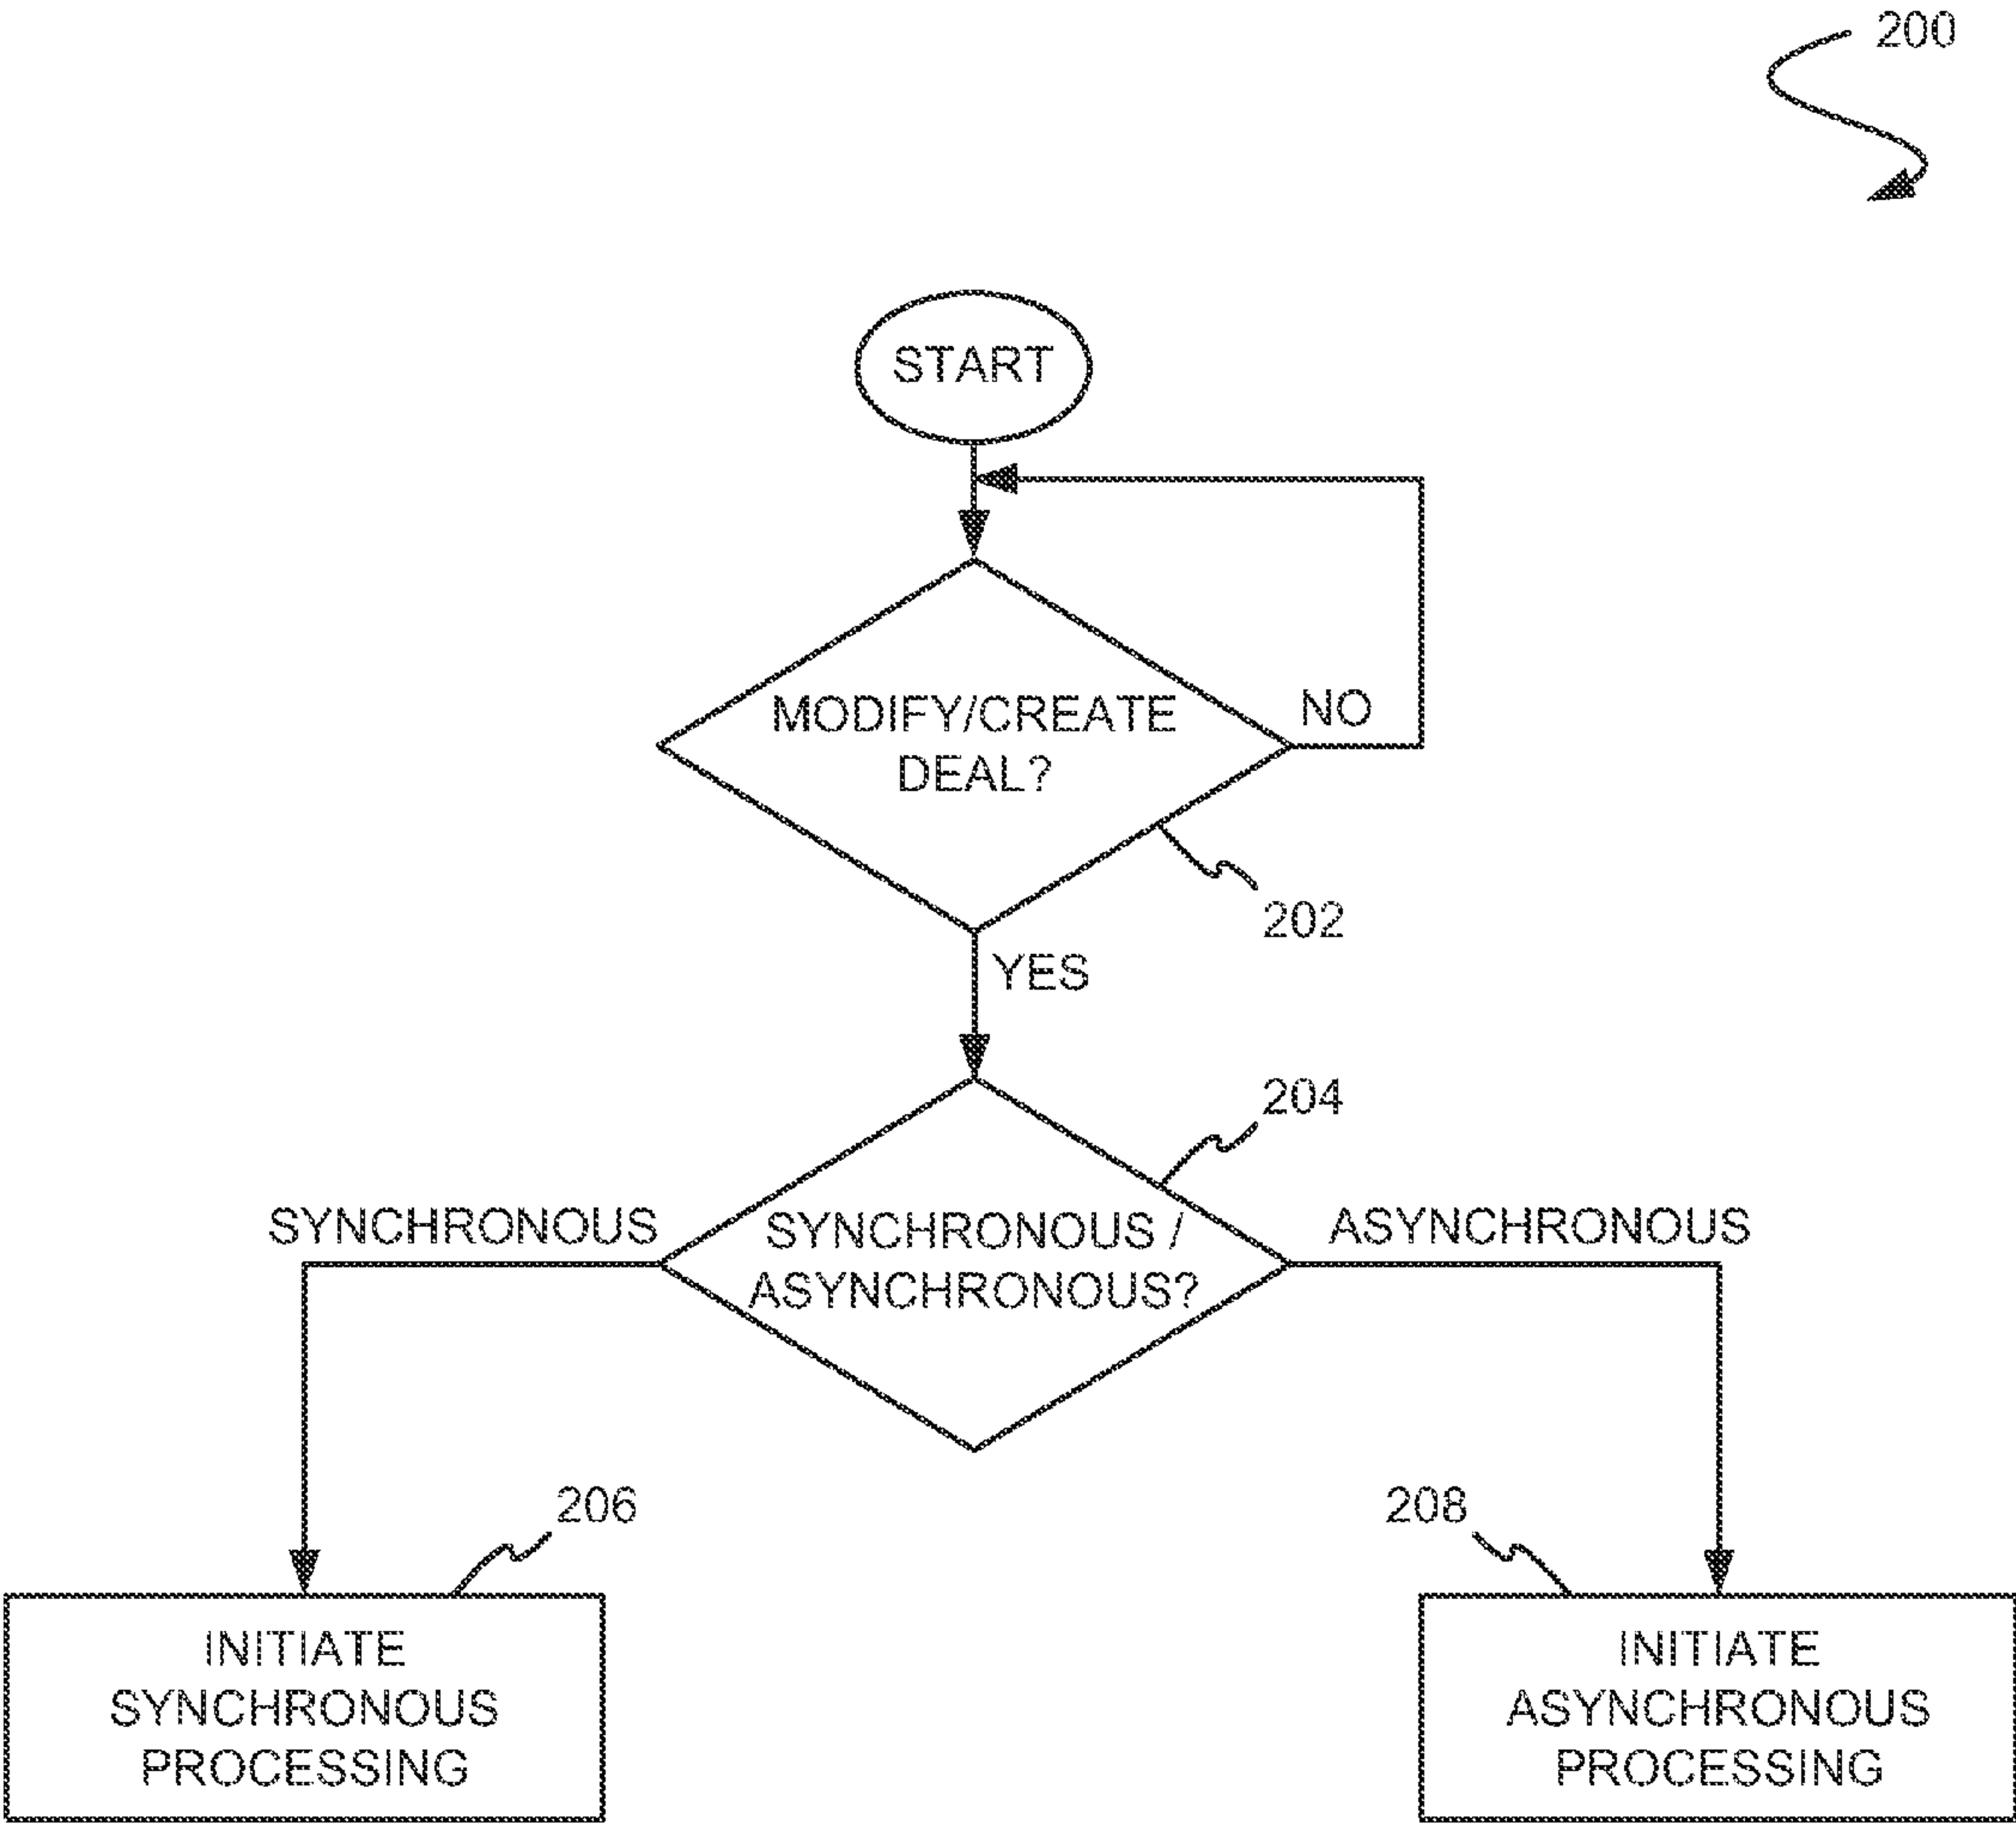 200
START
MODIFY/CREATE
DEAL?
NO
202
YES
204
SYNCHRONOUS
SYNCHRONOUS /
ASYNCHRONOUS?
ASYNCHRONOUS
206
208
INITIATE
SYNCHRONOUS
PROCESSING
INITIATE
ASYNCHRONOUS
PROCESSING